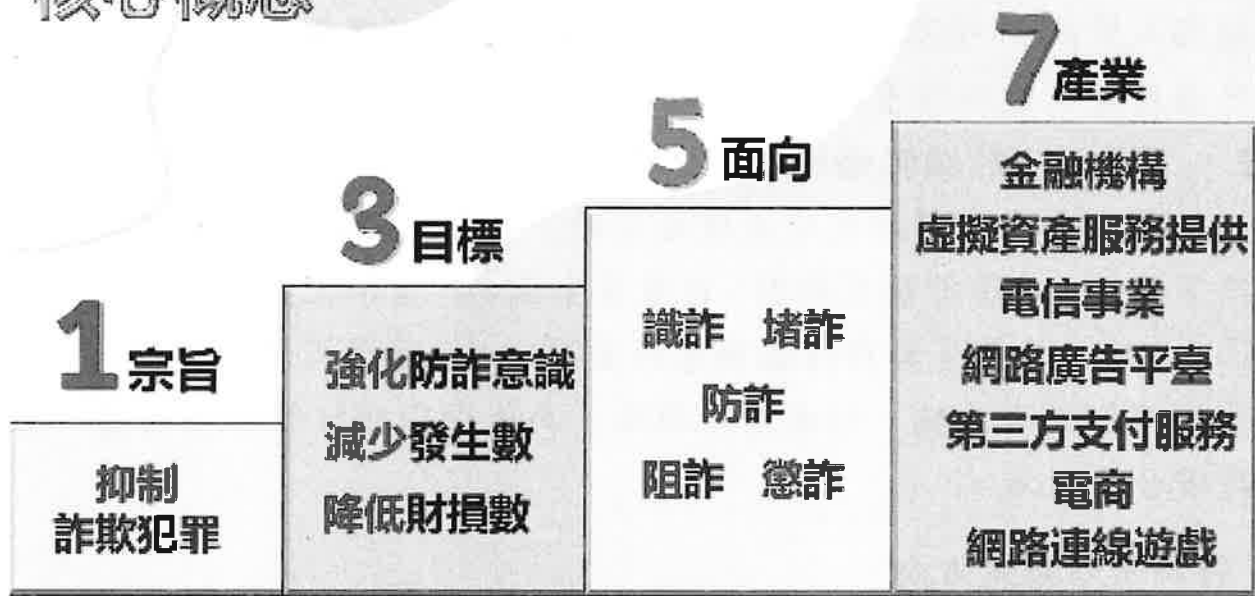 核心概念
1宗旨
抑制
詐欺犯罪
3目標
強化防詐意識
減少發生數
降低財損數
5面向
識詐 堵詐
防詐
阻詐 懲詐
7產業
金融機構
虛擬資產服務提供
電信事業
網路廣告平臺
第三方支付服務
電商
網路連線遊戲